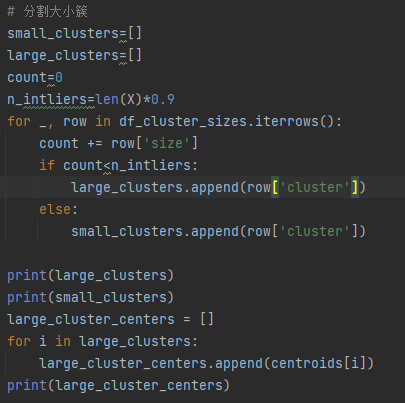 # 分割大小簇
small_clusters=[]
large_clusters=[]
count=0
n_intliers=len(X)*0.9
for _, row in df_cluster_sizes.iterrows():
    count += row['size']
    if count<n_intliers:
        large_clusters.append(row['cluster'])
    else:
        small_clusters.append(row['cluster'])

print(large_clusters)
print(small_clusters)
large_cluster_centers = []
for i in large_clusters:
    large_cluster_centers.append(centroids[i])
print(large_cluster_centers)